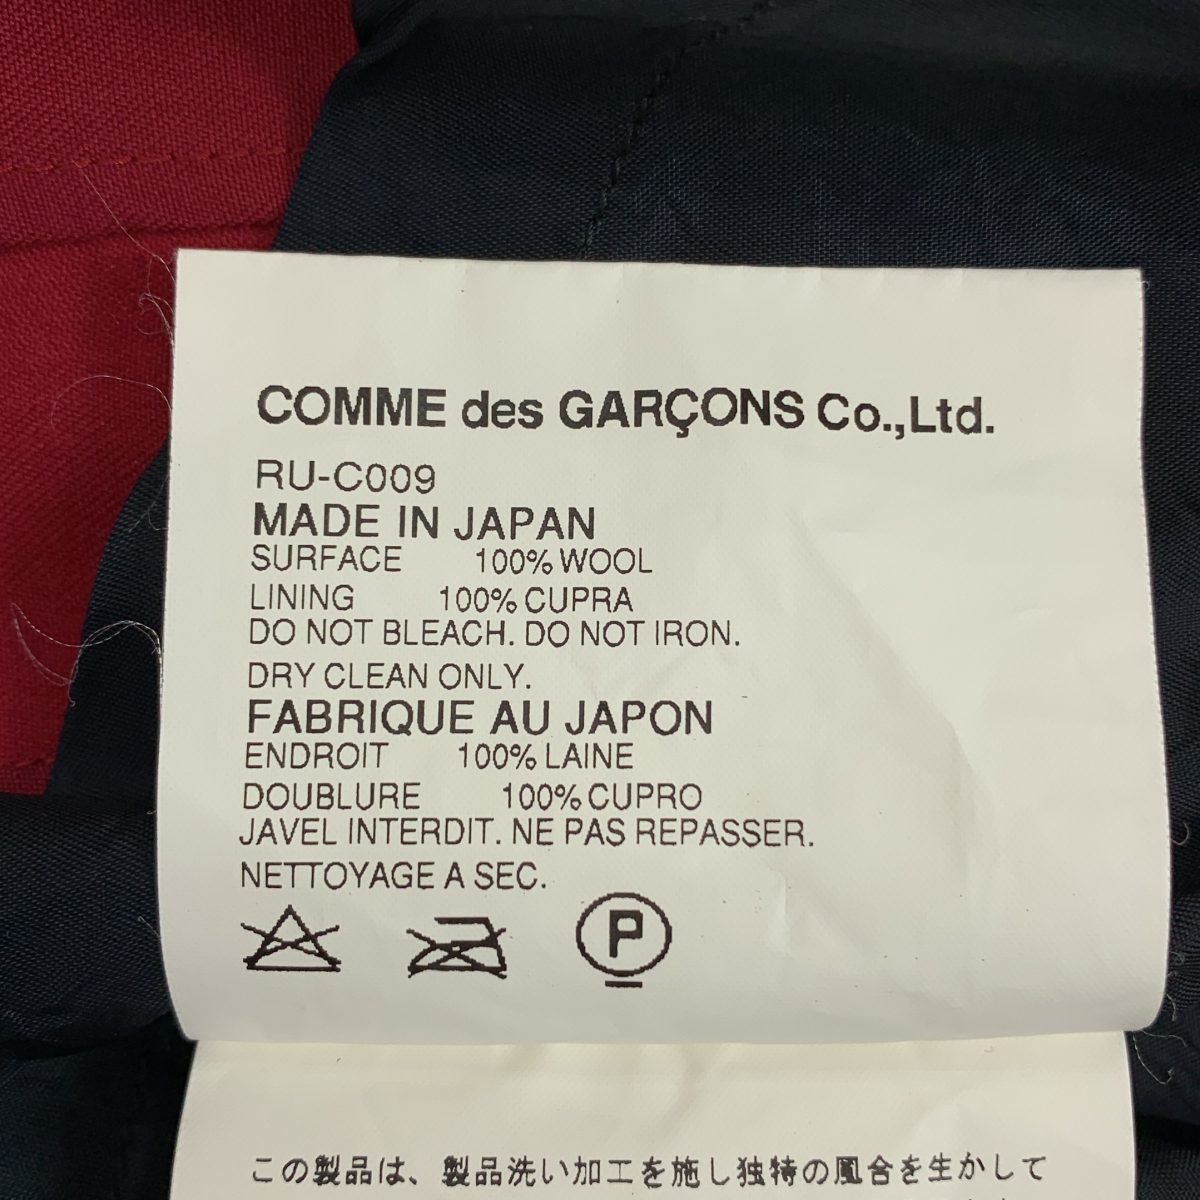 COMME des GARÇONS Co.,Ltd.
RU-C009
MADE IN JAPAN
SURFACE 100% WOOL
LINING 100% CUPRA
DO NOT BLEACH. DO NOT IRON.
DRY CLEAN ONLY.
FABRIQUE AU JAPON
ENDROIT 100% LAINE
DOUBLURE 100% CUPRO
JAVEL INTERDIT. NE PAS REPASSER.
NETTOYAGE A SEC.
P
この製品は、製品洗い加工を施し独特の風合を生かして